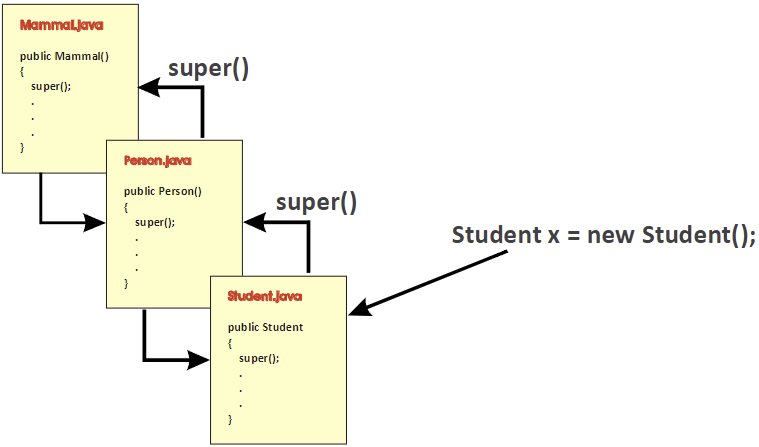 Mammal.java
public Mammal()
{
super();
.
.
.
}
super()
Person.java
public Person()
{
super();
.
.
.
}
super()
Student x = new Student();
Student.java
public Student
{
super();
.
.
.
}